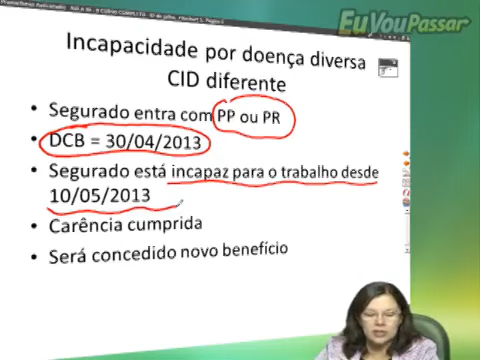 EuVouPassar
Incapacidade por doença diversa
CID diferente
• Segurado entra com PP ou PR
• DCB = 30/04/2013
• Segurado está incapaz para o trabalho desde
10/05/2013
• Carência cumprida
• Será concedido novo benefício